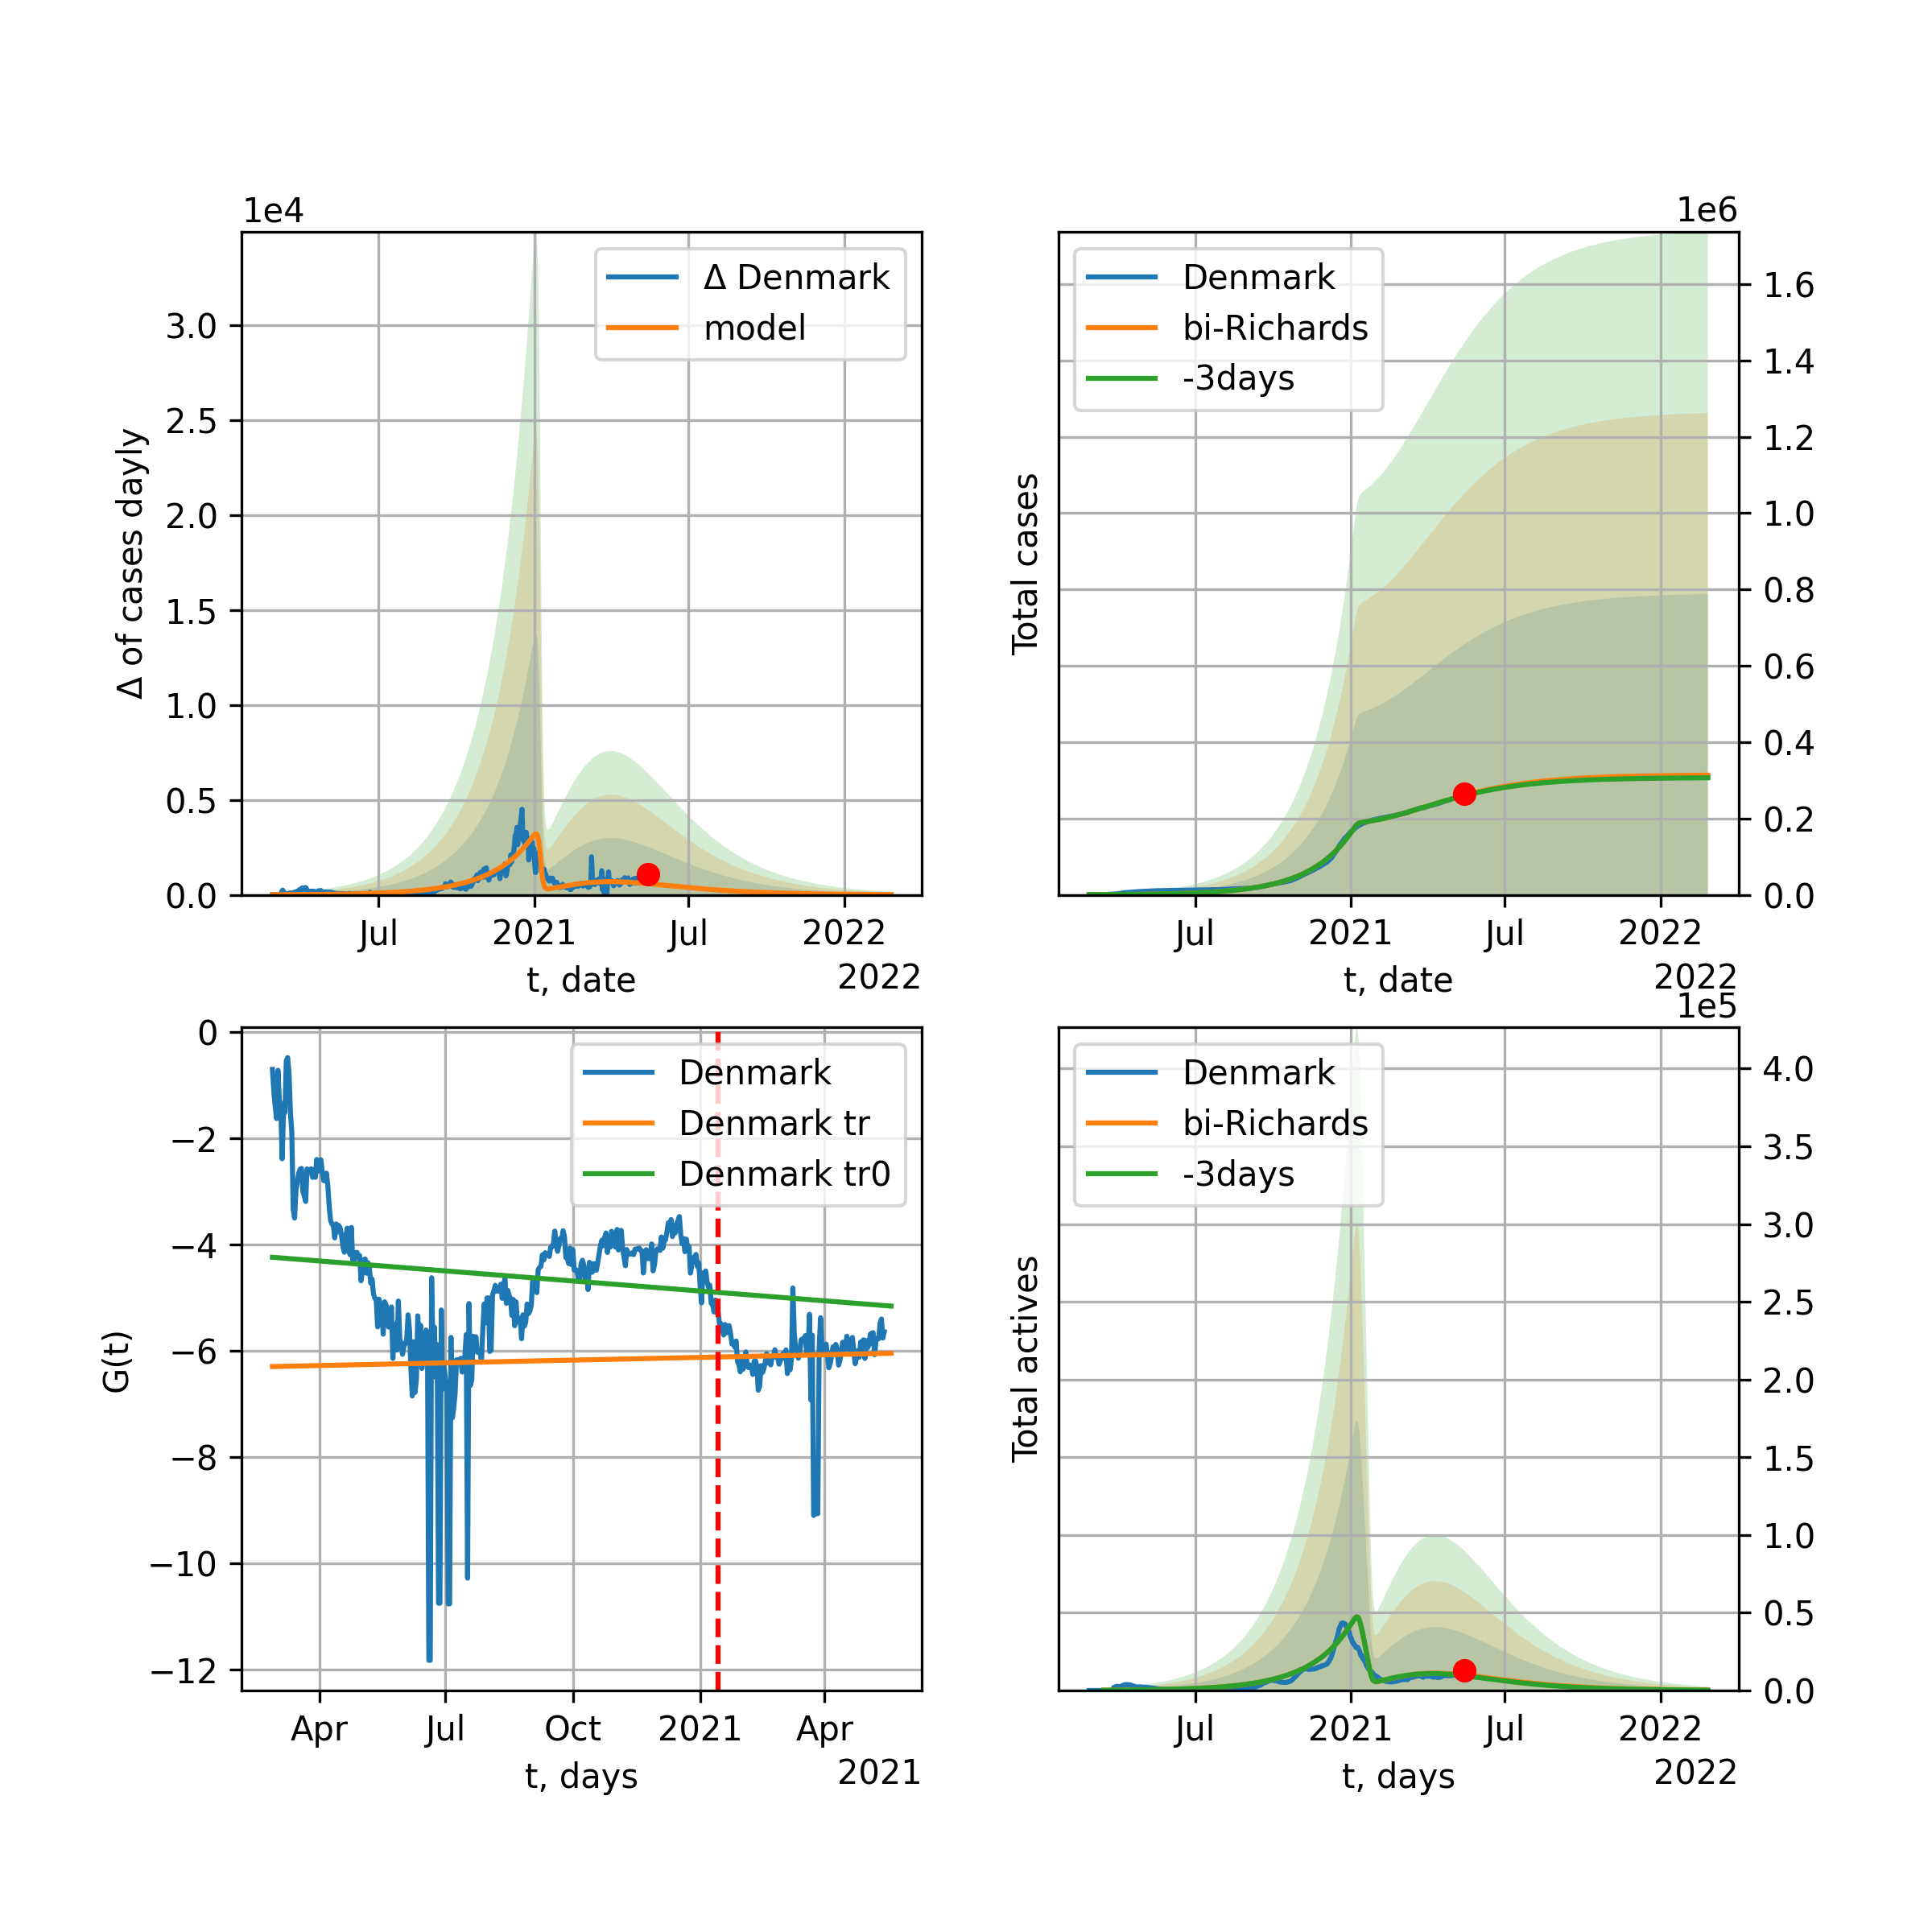 1e4
Δ of cases dayly
3.0
2.5
2.0
1.5
1.0
0.5
0.0
Δ Denmark
model
Jul
2021
Jul
2022
t, date
2022
1e6
Total cases
Denmark
bi-Richards
-3days
1.6
1.4
1.2
1.0
0.8
0.6
0.4
0.2
0.0
Jul
2021
Jul
2022
t, date
2022
G(t)
0
−2
−4
−6
−8
−10
−12
Denmark
Denmark tr
Denmark tr0
Apr
Jul
Oct
2021
Apr
t, days
2021
1e5
Total actives
Denmark
bi-Richards
-3days
4.0
3.5
3.0
2.5
2.0
1.5
1.0
0.5
0.0
Jul
2021
Jul
2022
t, days
2022